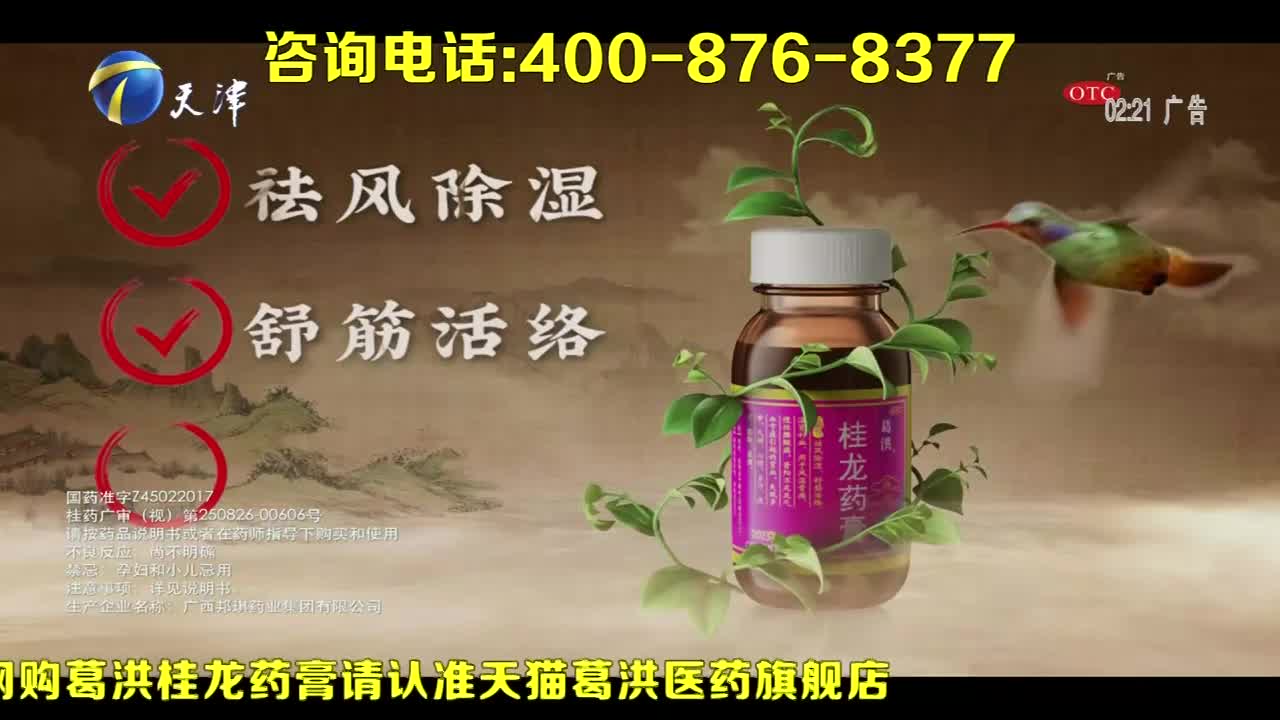 咨询电话:400-876-8377
天津
广告
OTC
02:21 广告
祛风除湿
舒筋活络
葛洪
桂龙药膏
国药准字Z45022017
桂药广审（视）第250826-00606号
请按药品说明书或者在药师指导下购买和使用
不良反应：尚不明确
禁忌：孕妇和小儿忌用
注意事项：详见说明书
生产企业名称：广西邦琪药业集团有限公司
网购葛洪桂龙药膏请认准天猫葛洪医药旗舰店